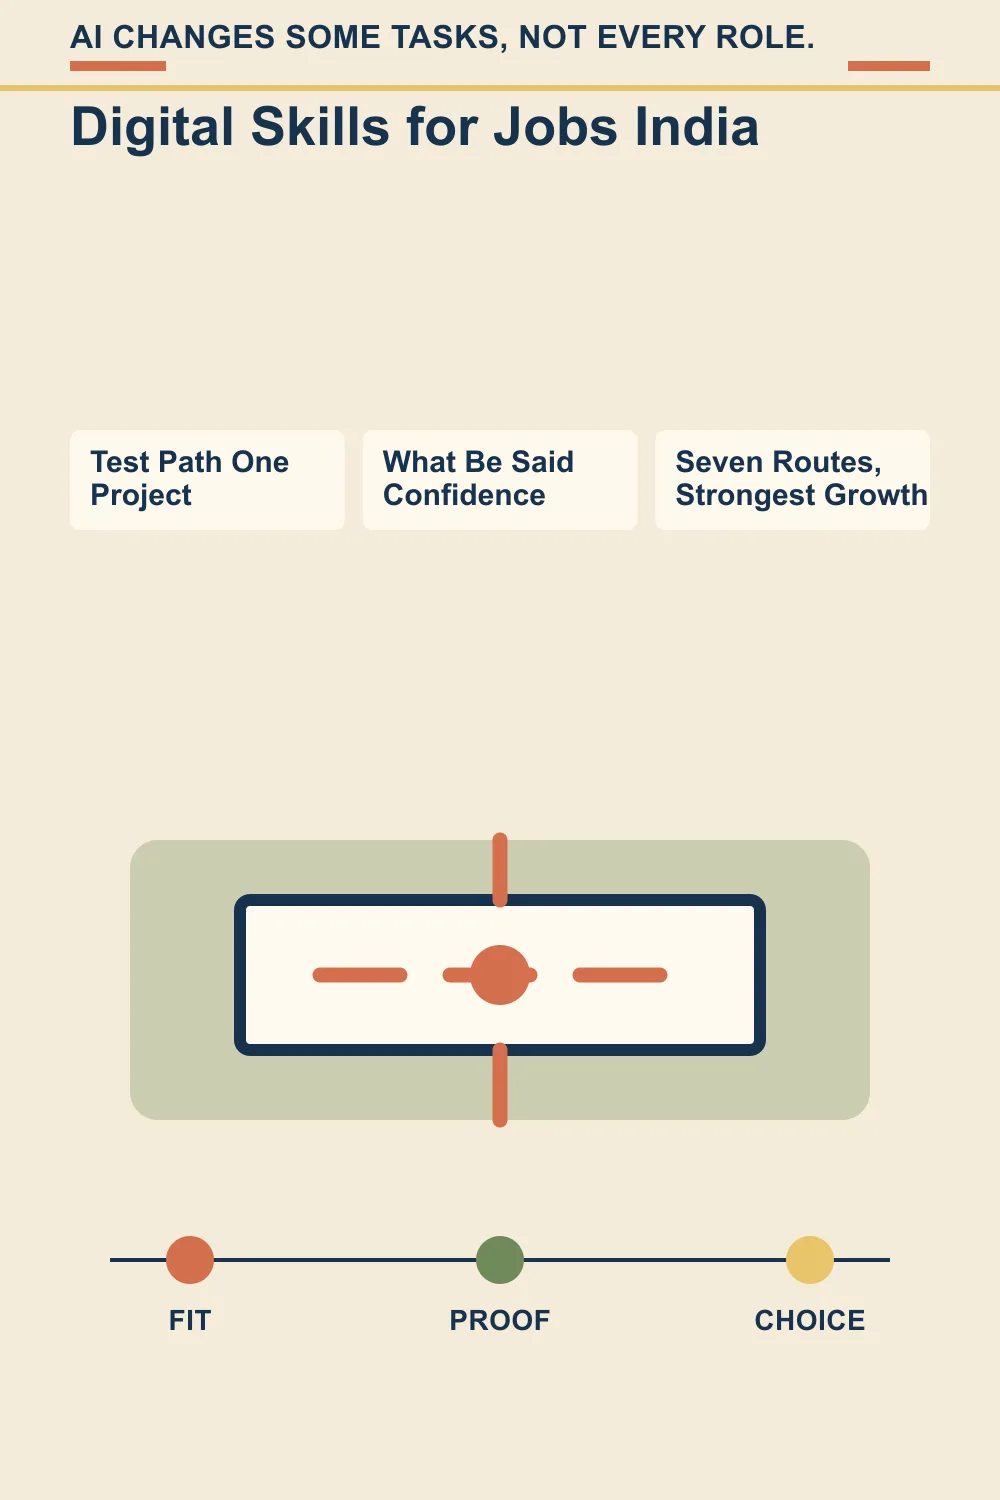 AI CHANGES SOME TASKS, NOT EVERY ROLE.
Digital Skills for Jobs India
Test Path One
Project
What Be Said
Confidence
Seven Routes,
Strongest Growth
FIT
PROOF
CHOICE